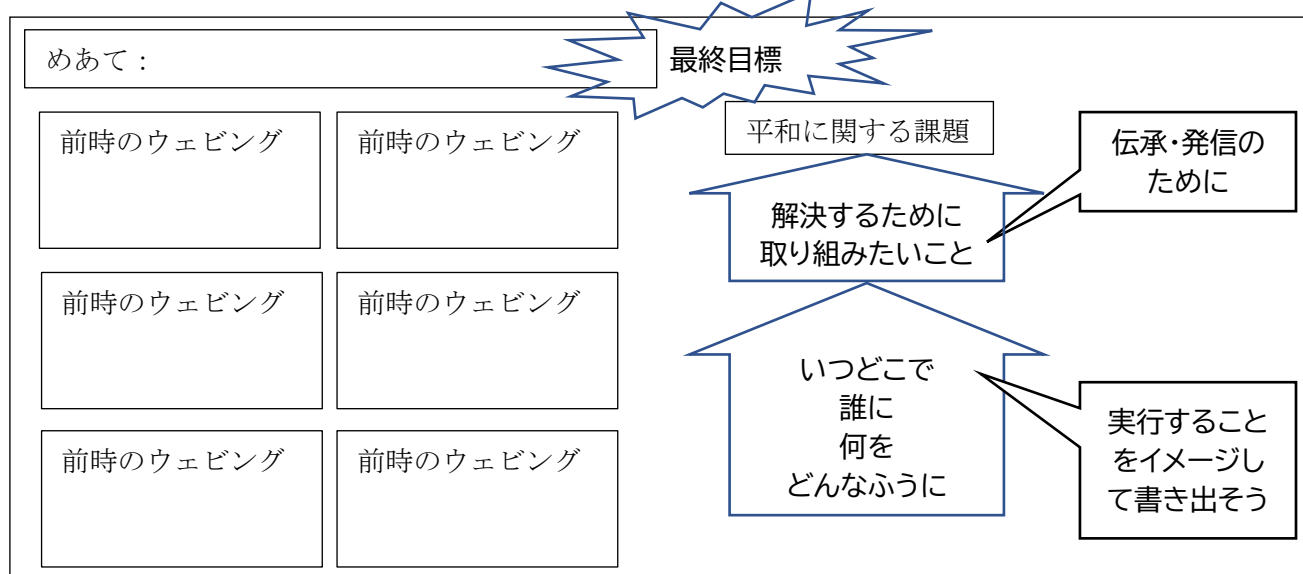 めあて：
最終目標
前時のウェビング
前時のウェビング
前時のウェビング
前時のウェビング
前時のウェビング
前時のウェビング
平和に関する課題
解決するために
取り組みたいこと
伝承・発信の
ために
いつどこで
誰に
何を
どんなふうに
実行すること
をイメージし
て書き出そう